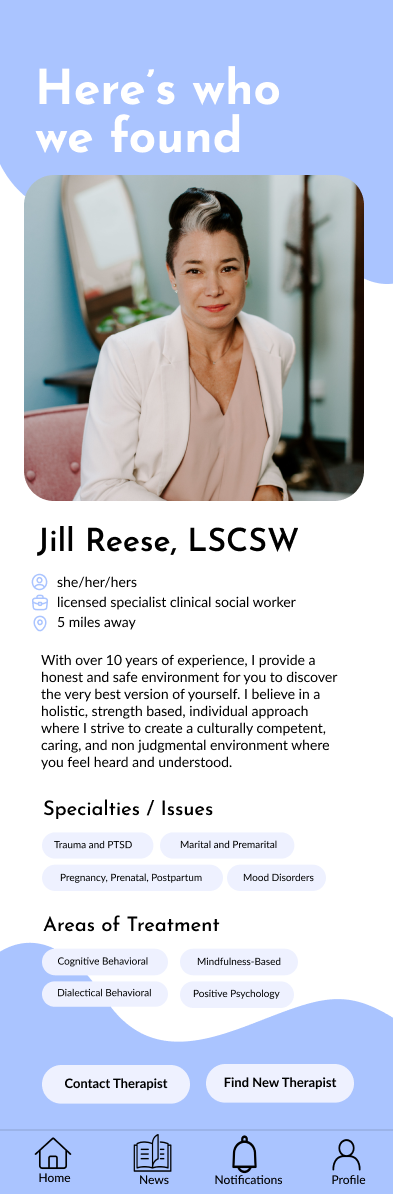 Here's who
we found
Jill Reese, LSCSW
she/her/hers
licensed specialist clinical social worker
5 miles away
With over 10 years of experience, I provide a
honest and safe environment for you to discover
the very best version of yourself. I believe in a
holistic, strength based, individual approach
where I strive to create a culturally competent,
caring, and non judgmental environment where
you feel heard and understood.
Specialties / Issues
Trauma and PTSD Marital and Premarital
Pregnancy, Prenatal, Postpartum Mood Disorders
Areas of Treatment
Cognitive Behavioral Mindfulness-Based
Dialectical Behavioral Positive Psychology
Contact Therapist Find New Therapist
Home News Notifications Profile